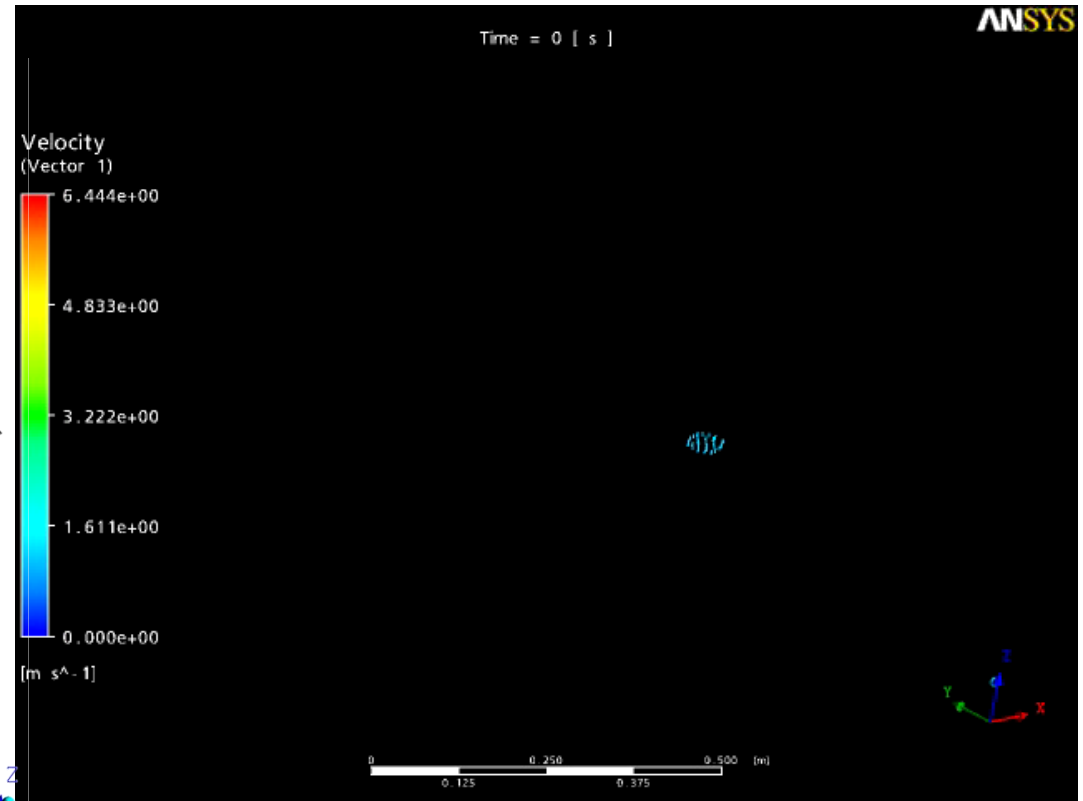 ANSYS
Time = 0 [ s ]
Velocity
(Vector 1)
6.444e+00
4.833e+00
3.222e+00
1.611e+00
0.000e+00
[m s^-1]
Z
Y
X
0 0.250 0.500 (m)
0.125 0.375
Z